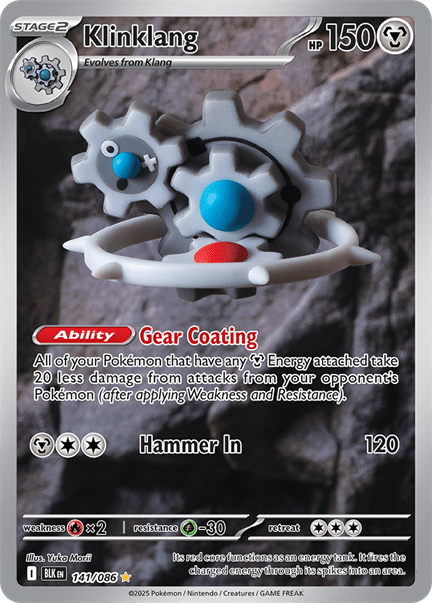 STAGE2 Klinklang HP 150
Evolves from Klang
Ability Gear Coating
All of your Pokémon that have any Energy attached take
20 less damage from attacks from your opponent's
Pokémon (after applying Weakness and Resistance).
Hammer In 120
weakness ×2 resistance -30 retreat
Illus. Yuka Morii
Its red core functions as an energy tank. It fires the
charged energy through its spikes into an area.
I BLK EN 141/086
©2025 Pokémon / Nintendo / Creatures / GAME FREAK